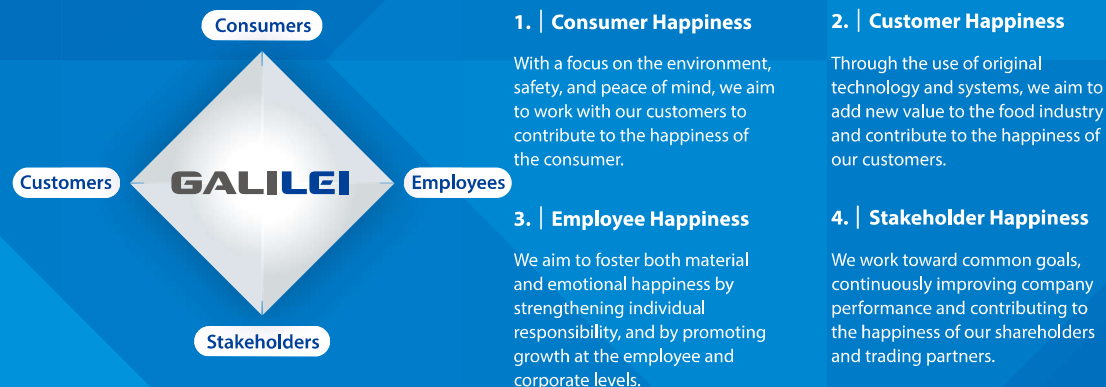 Consumers
Customers
GALILEI
Employees
Stakeholders
1. | Consumer Happiness
With a focus on the environment,
safety, and peace of mind, we aim
to work with our customers to
contribute to the happiness of
the consumer.
2. | Customer Happiness
Through the use of original
technology and systems, we aim to
add new value to the food industry
and contribute to the happiness of
our customers.
3. | Employee Happiness
We aim to foster both material
and emotional happiness by
strengthening individual
responsibility, and by promoting
growth at the employee and
corporate levels.
4. | Stakeholder Happiness
We work toward common goals,
continuously improving company
performance and contributing to
the happiness of our shareholders
and trading partners.